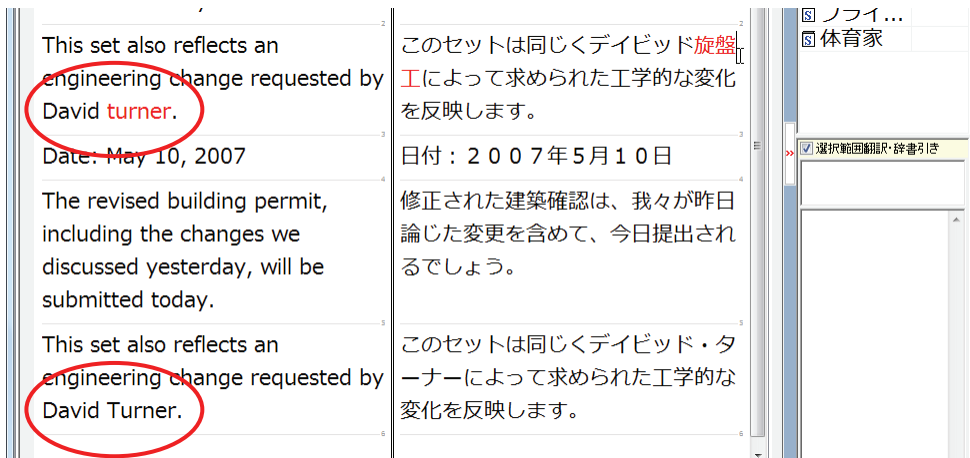 This set also reflects an
engineering change requested by
David turner.
Date: May 10, 2007
The revised building permit,
including the changes we
discussed yesterday, will be
submitted today.
This set also reflects an
engineering change requested by
David Turner.
2
このセットは同じくデイビッド旋盤
工によって求められた工学的な変化
を反映します。
3
日付：２００７年５月１０日
4
修正された建築確認は、我々が昨日
論じた変更を含めて、今日提出され
るでしょう。
5
このセットは同じくデイビッド・タ
ーナーによって求められた工学的な
変化を反映します。
6
S プライ...
S 体育家
»
選択範囲翻訳・辞書引き